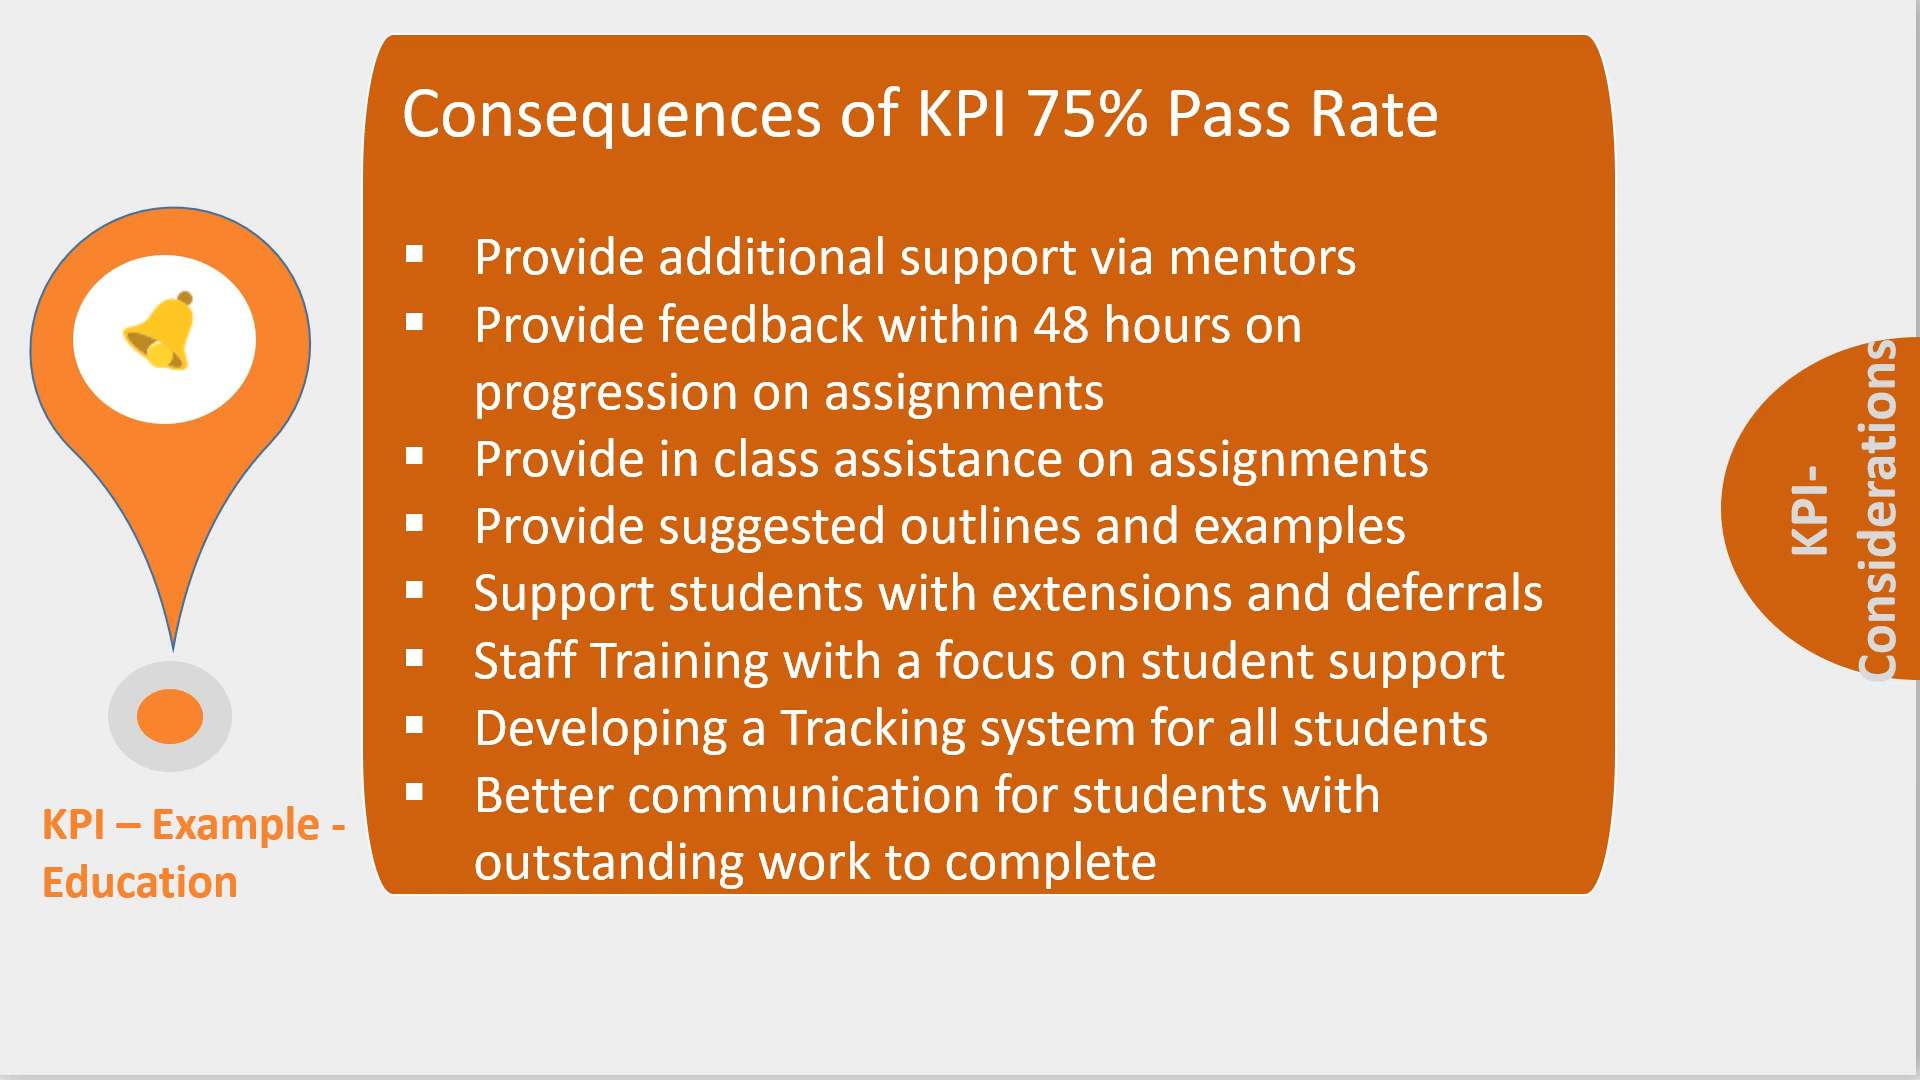 Consequences of KPI 75% Pass Rate
▪ Provide additional support via mentors
▪ Provide feedback within 48 hours on
progression on assignments
▪ Provide in class assistance on assignments
▪ Provide suggested outlines and examples
▪ Support students with extensions and deferrals
▪ Staff Training with a focus on student support
▪ Developing a Tracking system for all students
▪ Better communication for students with
outstanding work to complete
KPI – Example -
Education
KPI-
Considerations